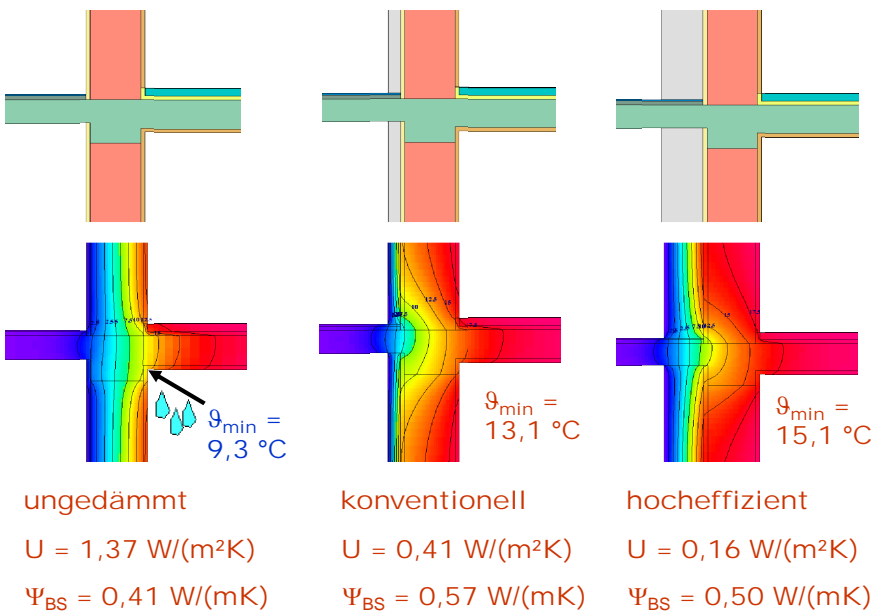 ϑmin =
9,3 °C
ϑmin =
13,1 °C
ϑmin =
15,1 °C
ungedämmt
U = 1,37 W/(m²K)
ΨBS = 0,41 W/(mK)
konventionell
U = 0,41 W/(m²K)
ΨBS = 0,57 W/(mK)
hocheffizient
U = 0,16 W/(m²K)
ΨBS = 0,50 W/(mK)